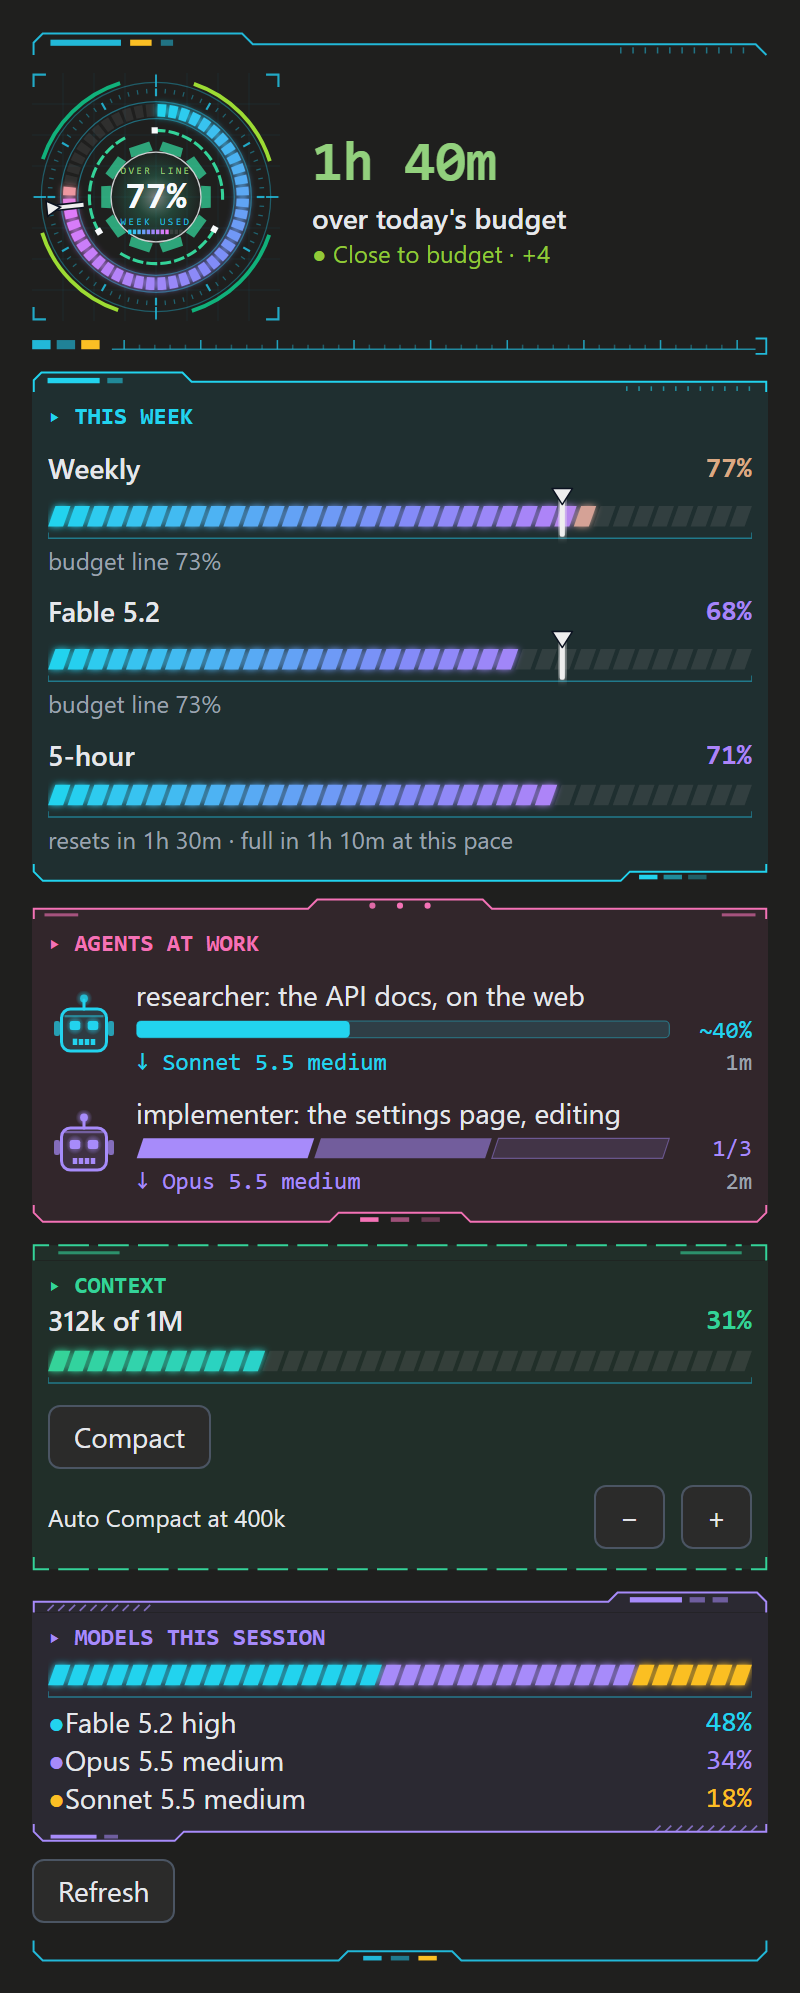 OVER LINE
77%
WEEK USED
1h 40m
over today's budget
● Close to budget · +4
▸ THIS WEEK
Weekly 77%
budget line 73%
Fable 5.2 68%
budget line 73%
5-hour 71%
resets in 1h 30m · full in 1h 10m at this pace
▸ AGENTS AT WORK
researcher: the API docs, on the web
~40%
↓ Sonnet 5.5 medium 1m
implementer: the settings page, editing
1/3
↓ Opus 5.5 medium 2m
▸ CONTEXT
312k of 1M 31%
Compact
Auto Compact at 400k − +
▸ MODELS THIS SESSION
●Fable 5.2 high 48%
●Opus 5.5 medium 34%
●Sonnet 5.5 medium 18%
Refresh